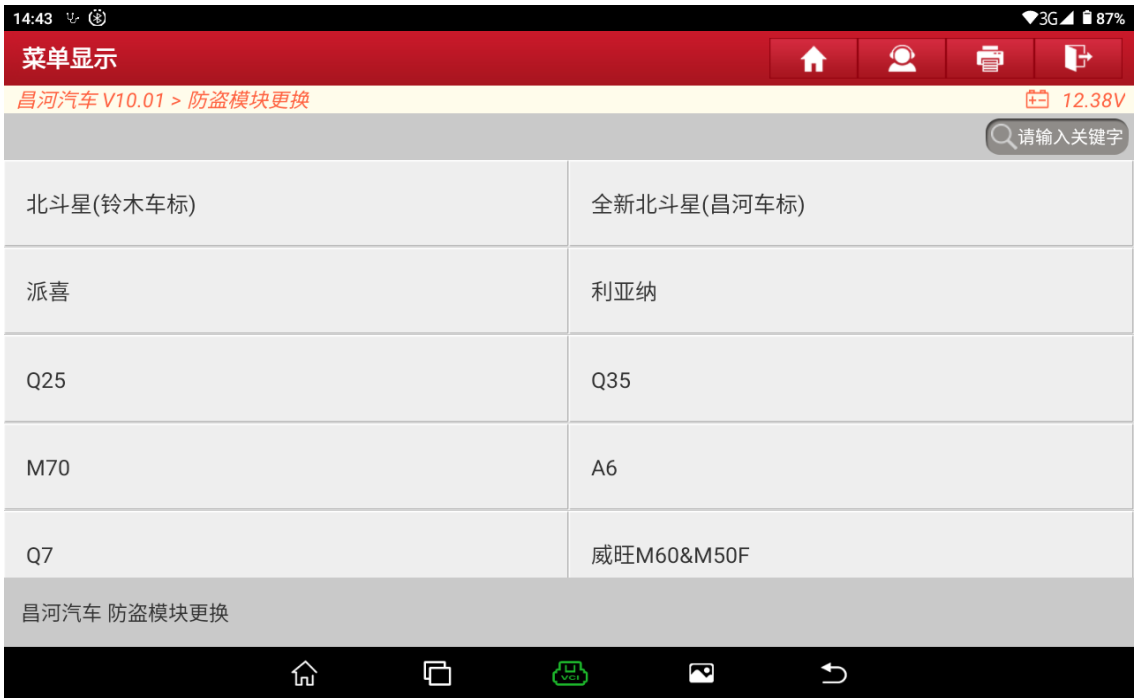 14:43 3G 87%
菜单显示
昌河汽车 V10.01 > 防盗模块更换 12.38V
请输入关键字
北斗星(铃木车标) 全新北斗星(昌河车标)
派喜 利亚纳
Q25 Q35
M70 A6
Q7 威旺M60&M50F
昌河汽车 防盗模块更换
VCI